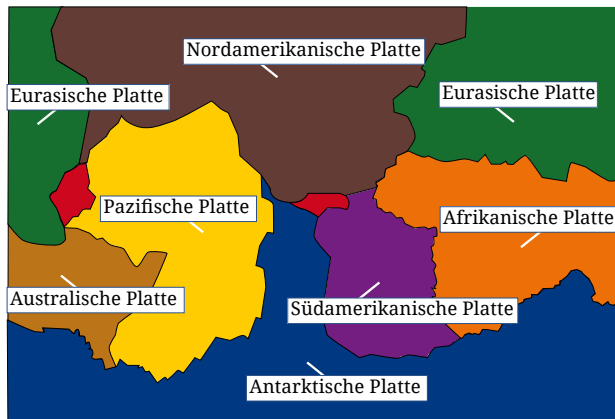 Nordamerikanische Platte
Eurasische Platte
Eurasische Platte
Pazifische Platte
Afrikanische Platte
Australische Platte
Südamerikanische Platte
Antarktische Platte